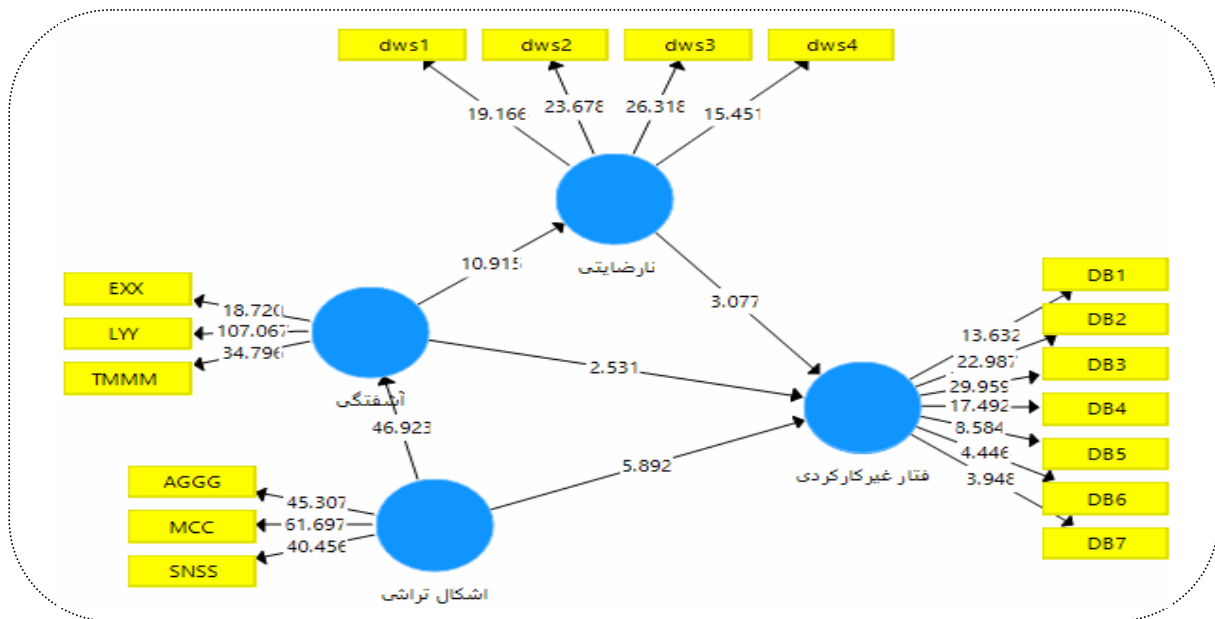 dws1 dws2 dws3 dws4
19.166 23.678 26.318 15.451
نارضایتی
10.915
3.077
EXX
LYY
TMMM
18.720
107.067
34.796
آشفتگی
2.531
46.923
5.892
AGGG
MCC
SNSS
45.307
61.697
40.456
اشکال تراشی
DB1
DB2
DB3
DB4
DB5
DB6
DB7
13.632
22.987
29.959
17.492
8.584
4.446
3.948
فتار غیرکارکردی